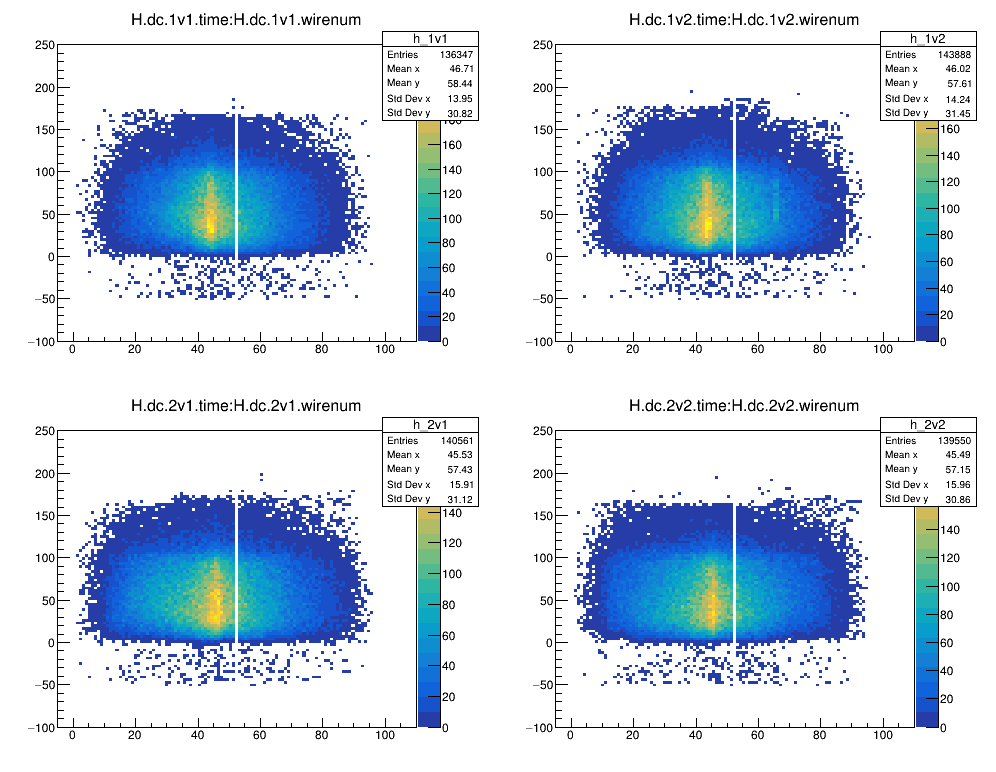 H.dc.1v1.time:H.dc.1v1.wirenum
h_1v1
Entries 136347
Mean x 46.71
Mean y 58.44
Std Dev x 13.95
Std Dev y 30.82
250
200
150
100
50
0
−50
−100
0 20 40 60 80 100
180
160
140
120
100
80
60
40
20
0
H.dc.1v2.time:H.dc.1v2.wirenum
h_1v2
Entries 143888
Mean x 46.02
Mean y 57.61
Std Dev x 14.24
Std Dev y 31.45
250
200
150
100
50
0
−50
−100
0 20 40 60 80 100
160
140
120
100
80
60
40
20
0
H.dc.2v1.time:H.dc.2v1.wirenum
h_2v1
Entries 140561
Mean x 45.53
Mean y 57.43
Std Dev x 15.91
Std Dev y 31.12
250
200
150
100
50
0
−50
−100
0 20 40 60 80 100
140
120
100
80
60
40
20
0
H.dc.2v2.time:H.dc.2v2.wirenum
h_2v2
Entries 139550
Mean x 45.49
Mean y 57.15
Std Dev x 15.96
Std Dev y 30.86
250
200
150
100
50
0
−50
−100
0 20 40 60 80 100
140
120
100
80
60
40
20
0